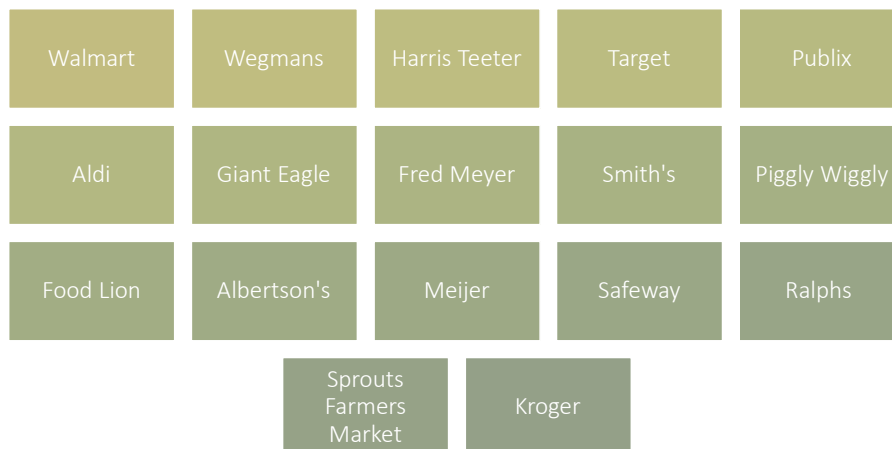 Walmart
Wegmans
Harris Teeter
Target
Publix
Aldi
Giant Eagle
Fred Meyer
Smith's
Piggly Wiggly
Food Lion
Albertson's
Meijer
Safeway
Ralphs
Sprouts
Farmers
Market
Kroger